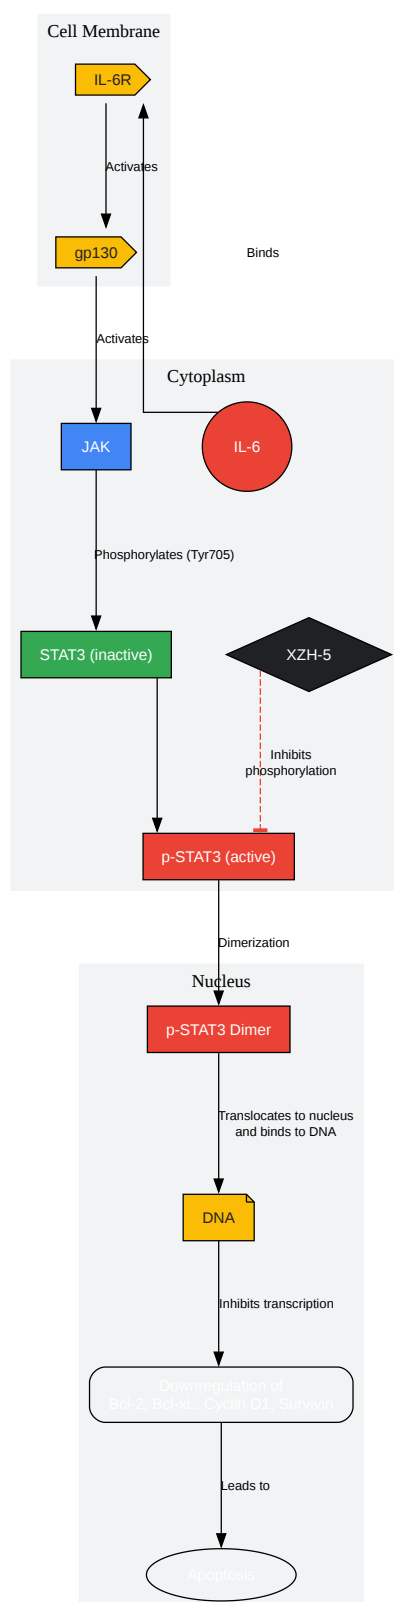 Cell Membrane
IL-6R
Activates
gp130
Binds
Activates
Cytoplasm
JAK
IL-6
Phosphorylates (Tyr705)
STAT3 (inactive)
XZH-5
Inhibits
phosphorylation
p-STAT3 (active)
Dimerization
Nucleus
p-STAT3 Dimer
Translocates to nucleus
and binds to DNA
DNA
Inhibits transcription
Downregulation of
Bcl-2, Bcl-xL, Cyclin D1, Survivin
Leads to
Apoptosis